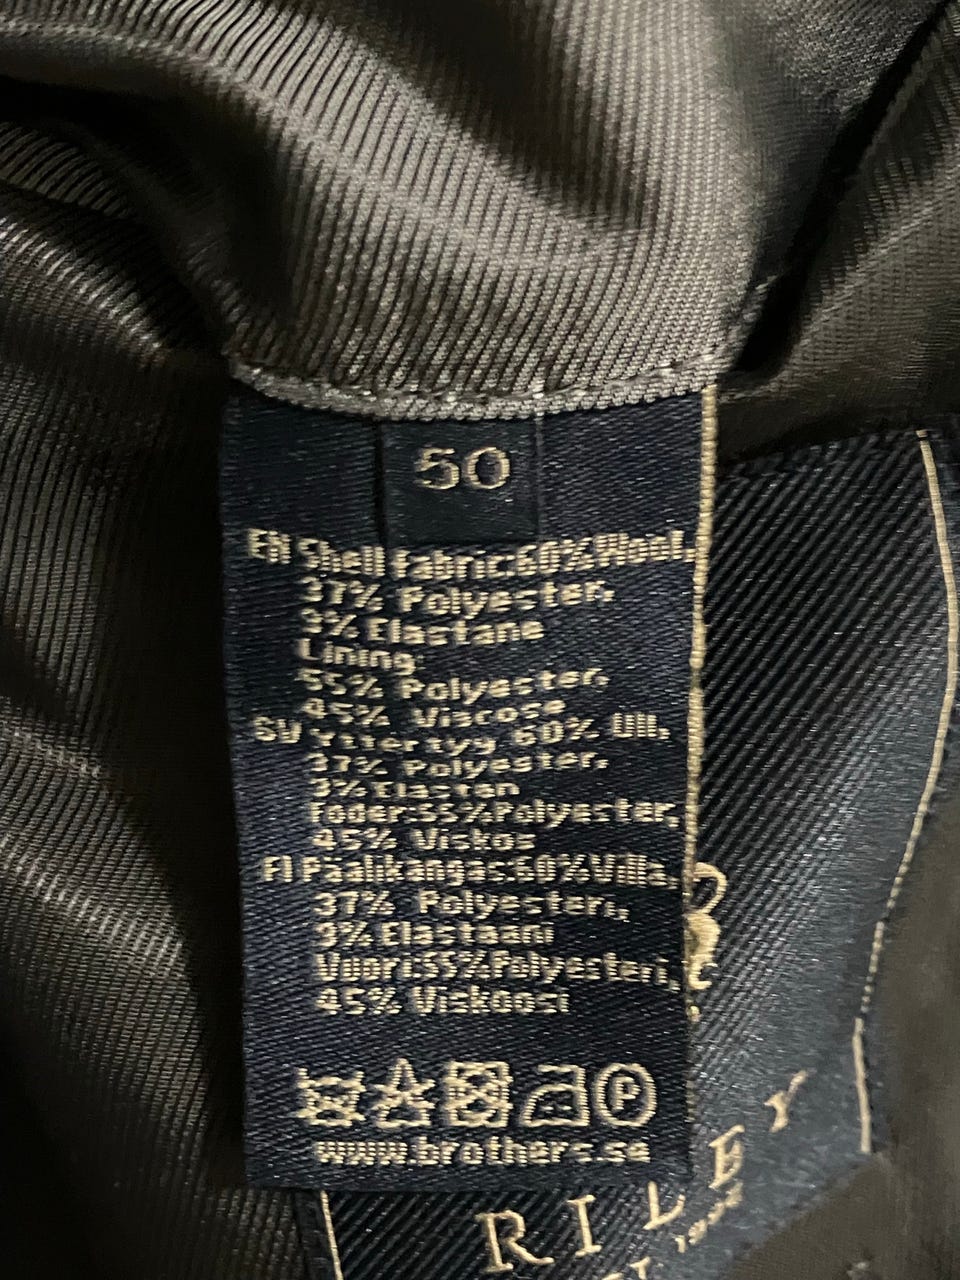 50
EN Shell fabric:60% Wool,
37% Polyester,
3% Elastane
Lining:
55% Polyester,
45% Viscose
SV Yttertyg 60% Ull,
37% Polyester,
3% Elasten
Foder:55%Polyester,
45% Viskos
FI Päälikangas:60%Villa,
37% Polyesteri,
3% Elastaani
Vuori:55%Polyesteri,
45% Viskoosi
P
www.brothers.se
RILEY